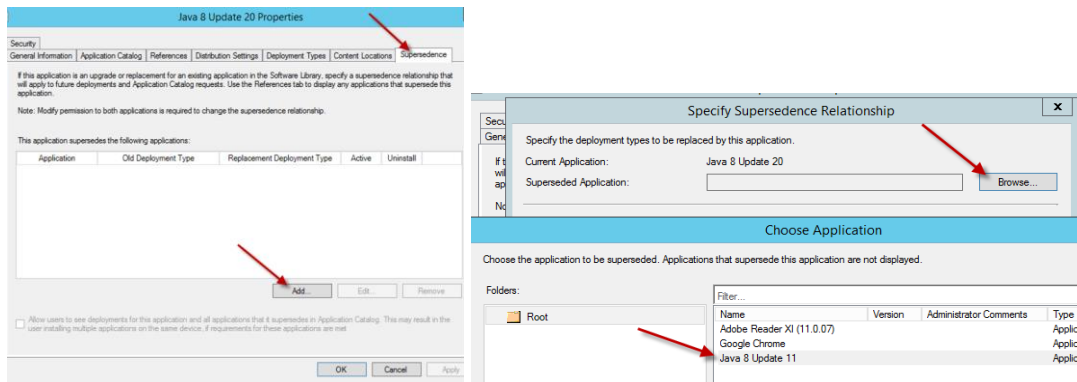 Java 8 Update 20 Properties
Security
General Information Application Catalog References Distribution Settings Deployment Types Content Locations Supersedence
If this application is an upgrade or replacement for an existing application in the Software Library, specify a supersedence relationship that
will apply to future deployments and Application Catalog requests. Use the References tab to display any applications that supersede this
application.
Note: Modify permission to both applications is required to change the supersedence relationship.
This application supersedes the following applications:
Application Old Deployment Type Replacement Deployment Type Active Uninstall
Add... Edit... Remove
Allow users to see deployments for this application and all applications that it supersedes in Application Catalog. This may result in the
user installing multiple applications on the same device, if requirements for these applications are met
OK Cancel Apply
Secu
Gene
If t
wil
ap
No
Specify Supersedence Relationship
x
Specify the deployment types to be replaced by this application.
Current Application: Java 8 Update 20
Superseded Application: Browse...
Choose Application
Choose the application to be superseded. Applications that supersede this application are not displayed.
Folders:
Root
Filter...
Name Version Administrator Comments Type
Adobe Reader XI (11.0.07) Applic
Google Chrome Applic
Java 8 Update 11 Applic